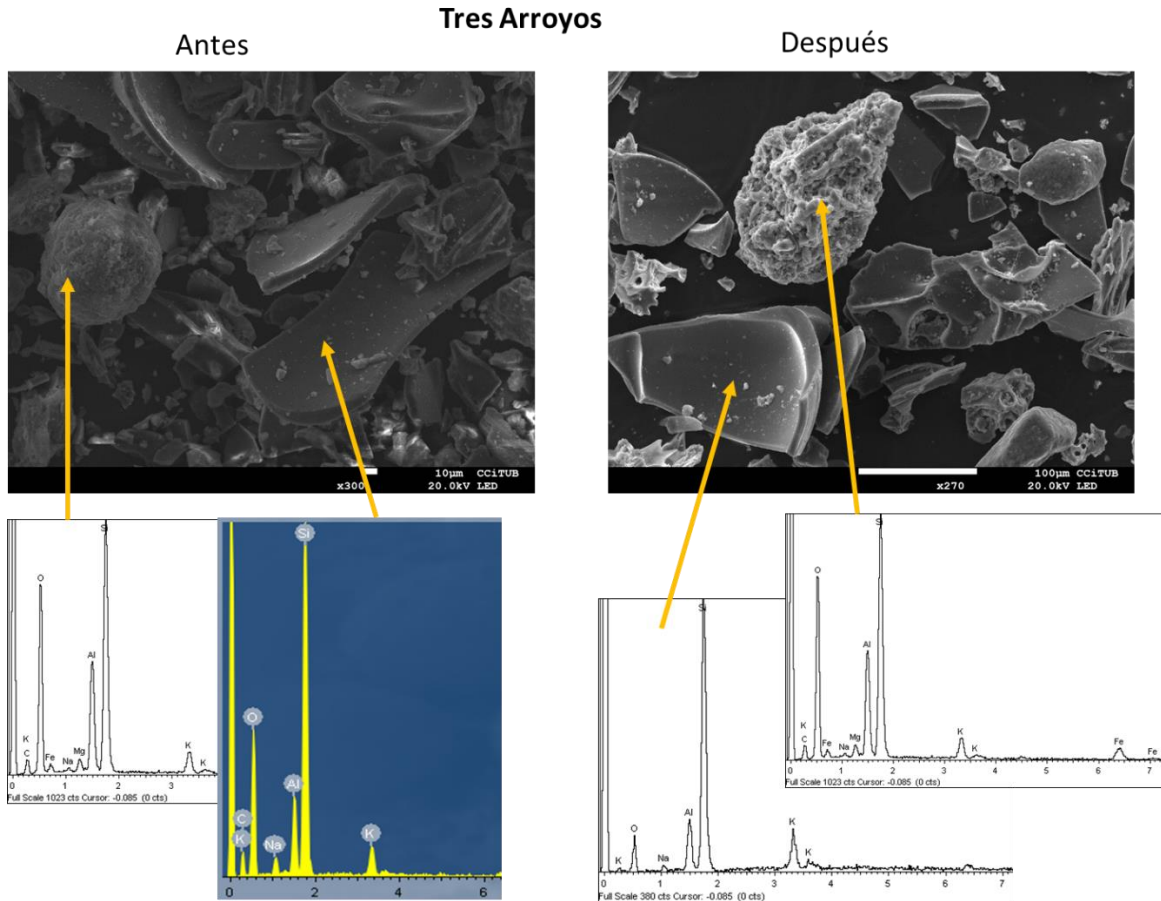 Tres Arroyos
Antes
Después
10µm CCiTUB
x300 20.0kV LED
100µm CCiTUB
x270 20.0kV LED
Si
O
Al
K
C
Fe
Na
Mg
K
K
0 1 2 3
Full Scale 1023 cts Cursor: -0.085 (0 cts)
Si
O
Al
C
K
Na
K
0 2 4 6
Si
O
Al
K
K
Na
K
0 1 2 3 4 5 6 7
Full Scale 380 cts Cursor: -0.085 (0 cts)
Si
O
Al
K
C
Fe
Na
Mg
K
K
Fe
Fe
0 1 2 3 4 5 6 7
Full Scale 1023 cts Cursor: -0.085 (0 cts)